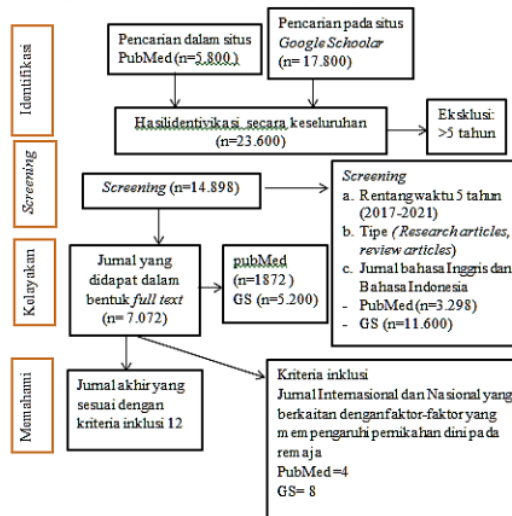 Identifikasi
Pencarian dalam situs
PubMed (n=5.800 )
Pencarian pada situs
Google Schoolar
(n= 17.800)
Hasilidentivikasi secara keseluruhan
(n=23.600)
Eksklusi:
>5 tahun
Screening
Screening (n=14.898)
Screening
a. Rentang waktu 5 tahun
(2017-2021)
b. Tipe (Research articles,
review articles)
c. Jurnal bahasa Inggris dan
Bahasa Indonesia
- PubMed (n=3.298)
- GS (n=11.600)
Kelayakan
Jurnal yang
didapat dalam
bentuk full text
(n= 7.072)
pubMed
(n=1872)
GS (n=5.200)
Memahami
Jurnal akhir yang
sesuai dengan
kriteria inklusi 12
Kriteria inklusi
Jurnal Internasional dan Nasional yang
berkaitan dengan faktor-faktor yang
mempengaruhi pernikahan dini pada
remaja
PubMed =4
GS= 8